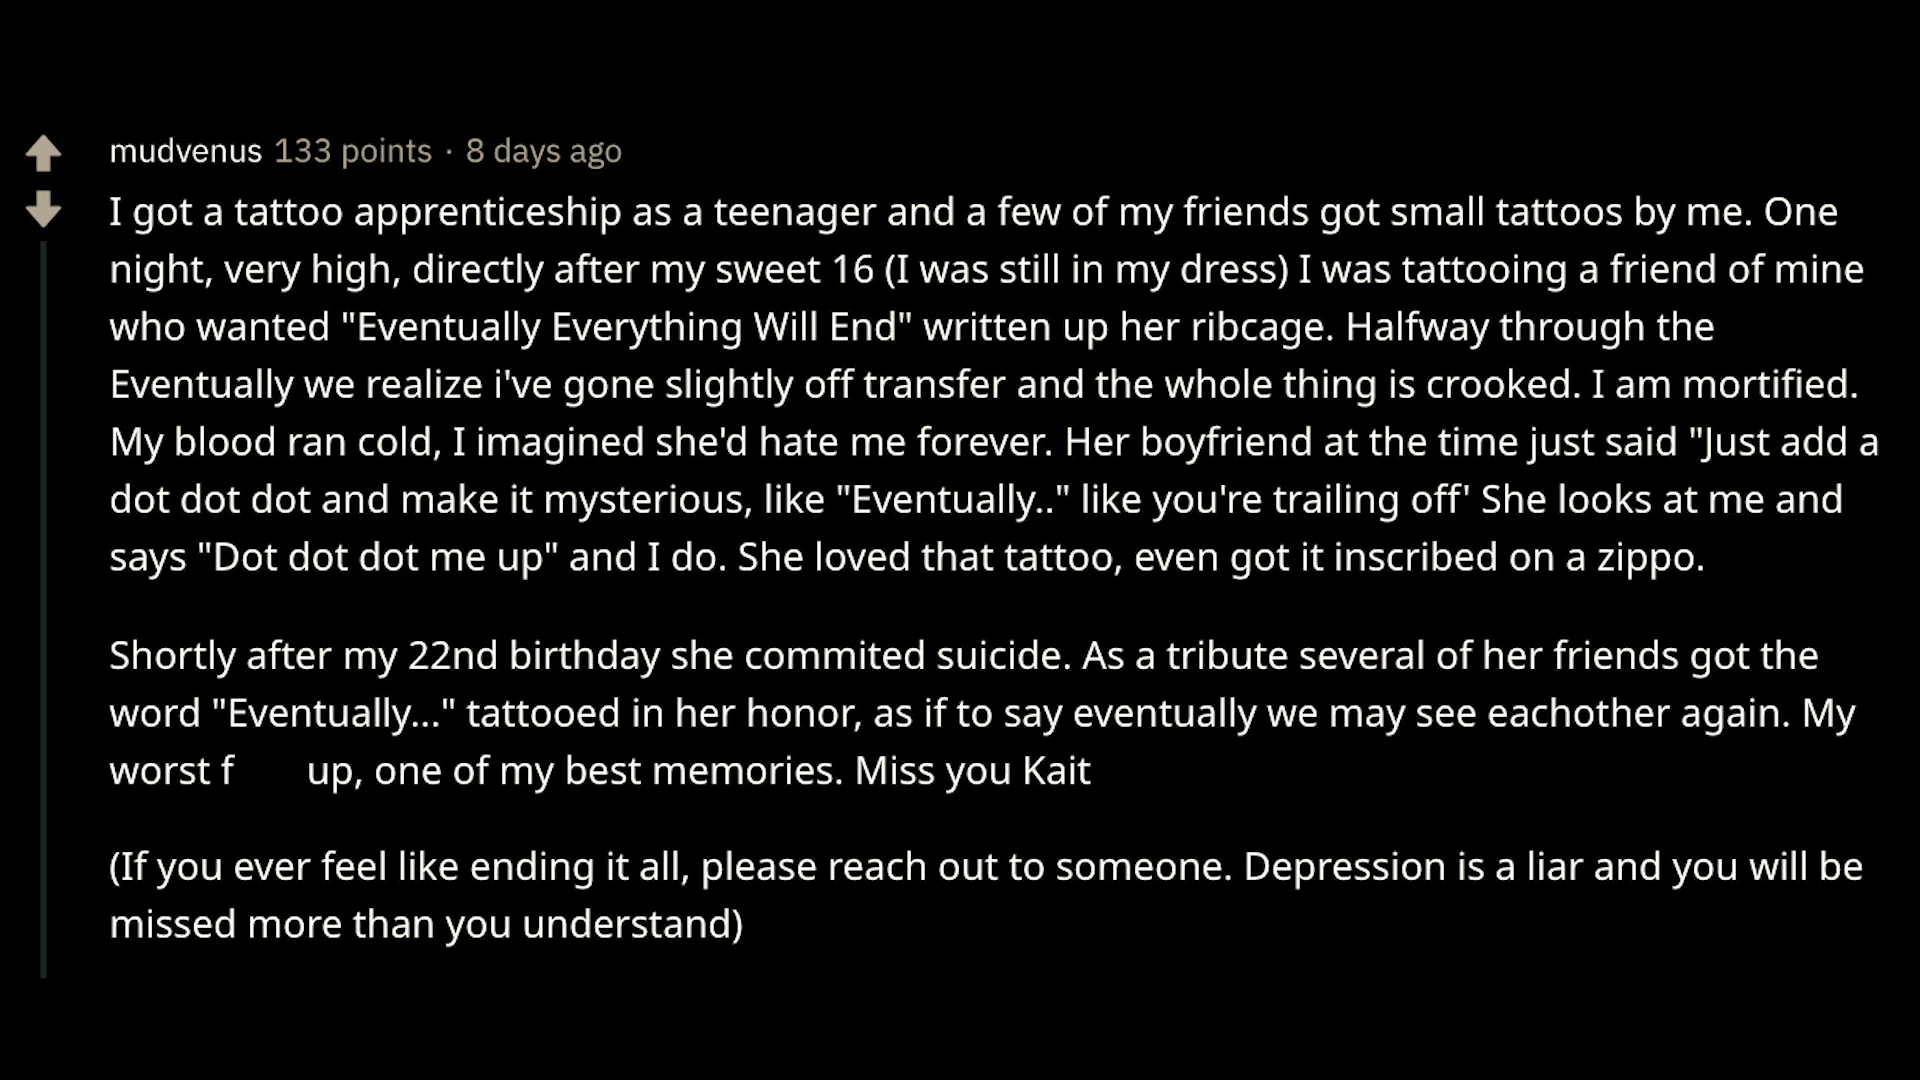 mudvenus 133 points · 8 days ago
I got a tattoo apprenticeship as a teenager and a few of my friends got small tattoos by me. One
night, very high, directly after my sweet 16 (I was still in my dress) I was tattooing a friend of mine
who wanted "Eventually Everything Will End" written up her ribcage. Halfway through the
Eventually we realize i've gone slightly off transfer and the whole thing is crooked. I am mortified.
My blood ran cold, I imagined she'd hate me forever. Her boyfriend at the time just said "Just add a
dot dot dot and make it mysterious, like "Eventually.." like you're trailing off' She looks at me and
says "Dot dot dot me up" and I do. She loved that tattoo, even got it inscribed on a zippo.
Shortly after my 22nd birthday she commited suicide. As a tribute several of her friends got the
word "Eventually..." tattooed in her honor, as if to say eventually we may see eachother again. My
worst f up, one of my best memories. Miss you Kait
(If you ever feel like ending it all, please reach out to someone. Depression is a liar and you will be
missed more than you understand)